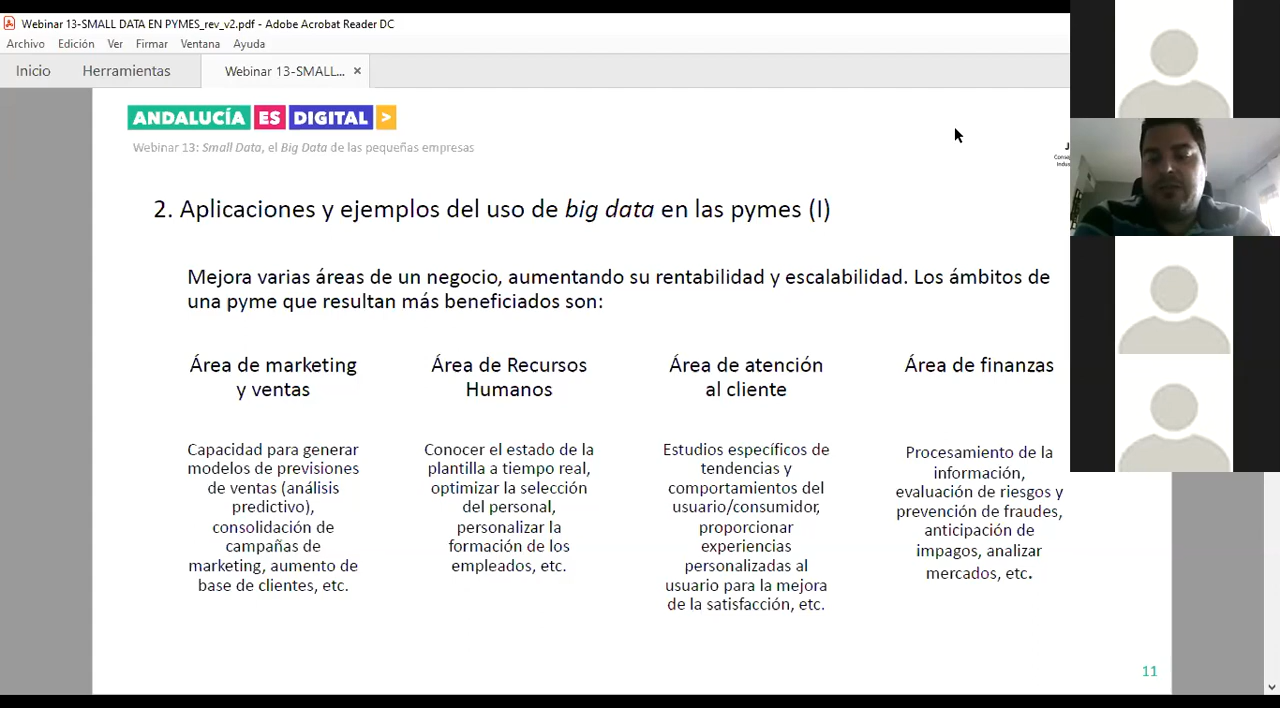 Webinar 13-SMALL DATA EN PYMES_rev_v2.pdf - Adobe Acrobat Reader DC
Archivo Edición Ver Firmar Ventana Ayuda
Inicio Herramientas Webinar 13-SMALL... ×
ANDALUCÍA ES DIGITAL >
Webinar 13: Small Data, el Big Data de las pequeñas empresas
2. Aplicaciones y ejemplos del uso de big data en las pymes (I)
Mejora varias áreas de un negocio, aumentando su rentabilidad y escalabilidad. Los ámbitos de
una pyme que resultan más beneficiados son:
Área de marketing
y ventas
Capacidad para generar
modelos de previsiones
de ventas (análisis
predictivo),
consolidación de
campañas de
marketing, aumento de
base de clientes, etc.
Área de Recursos
Humanos
Conocer el estado de la
plantilla a tiempo real,
optimizar la selección
del personal,
personalizar la
formación de los
empleados, etc.
Área de atención
al cliente
Estudios específicos de
tendencias y
comportamientos del
usuario/consumidor,
proporcionar
experiencias
personalizadas al
usuario para la mejora
de la satisfacción, etc.
Área de finanzas
Procesamiento de la
información,
evaluación de riesgos y
prevención de fraudes,
anticipación de
impagos, analizar
mercados, etc.
11